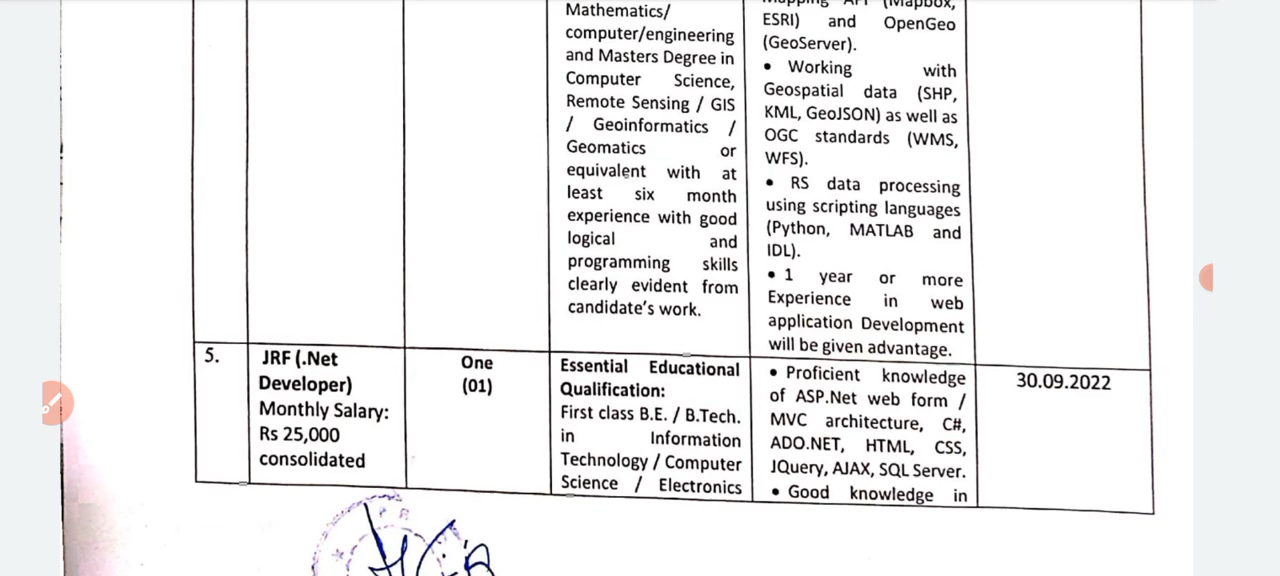 Mathematics/
computer/engineering
and Masters Degree in
Computer Science,
Remote Sensing / GIS
/ Geoinformatics /
Geomatics or
equivalent with at
least six month
experience with good
logical and
programming skills
clearly evident from
candidate's work.
Mapping API (Mapbox,
ESRI) and OpenGeo
(GeoServer).
• Working with
Geospatial data (SHP,
KML, GeoJSON) as well as
OGC standards (WMS,
WFS).
• RS data processing
using scripting languages
(Python, MATLAB and
IDL).
• 1 year or more
Experience in web
application Development
will be given advantage.
5.
JRF (.Net
Developer)
Monthly Salary:
Rs 25,000
consolidated
One
(01)
Essential Educational
Qualification:
First class B.E. / B.Tech.
in Information
Technology / Computer
Science / Electronics
• Proficient knowledge
of ASP.Net web form /
MVC architecture, C#,
ADO.NET, HTML, CSS,
JQuery, AJAX, SQL Server.
• Good knowledge in
30.09.2022